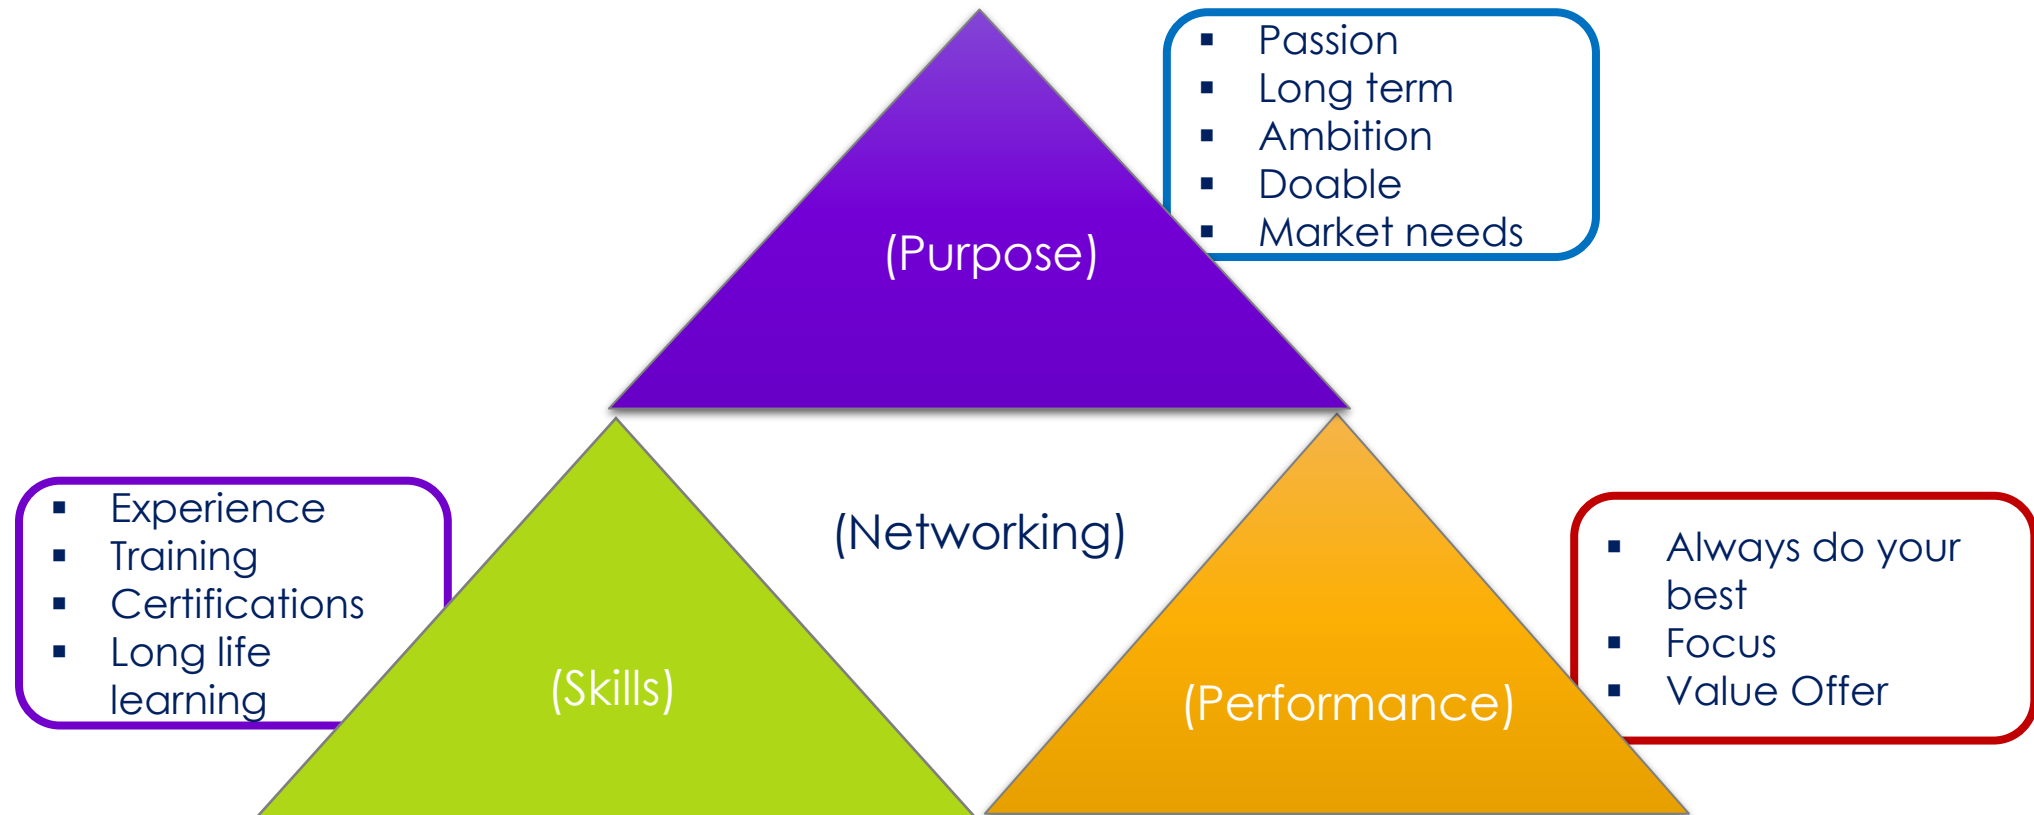 ▪ Passion
▪ Long term
▪ Ambition
▪ Doable
▪ Market needs
(Purpose)
▪ Experience
▪ Training
▪ Certifications
▪ Long life
learning
(Networking)
(Skills)
(Performance)
▪ Always do your
best
▪ Focus
▪ Value Offer